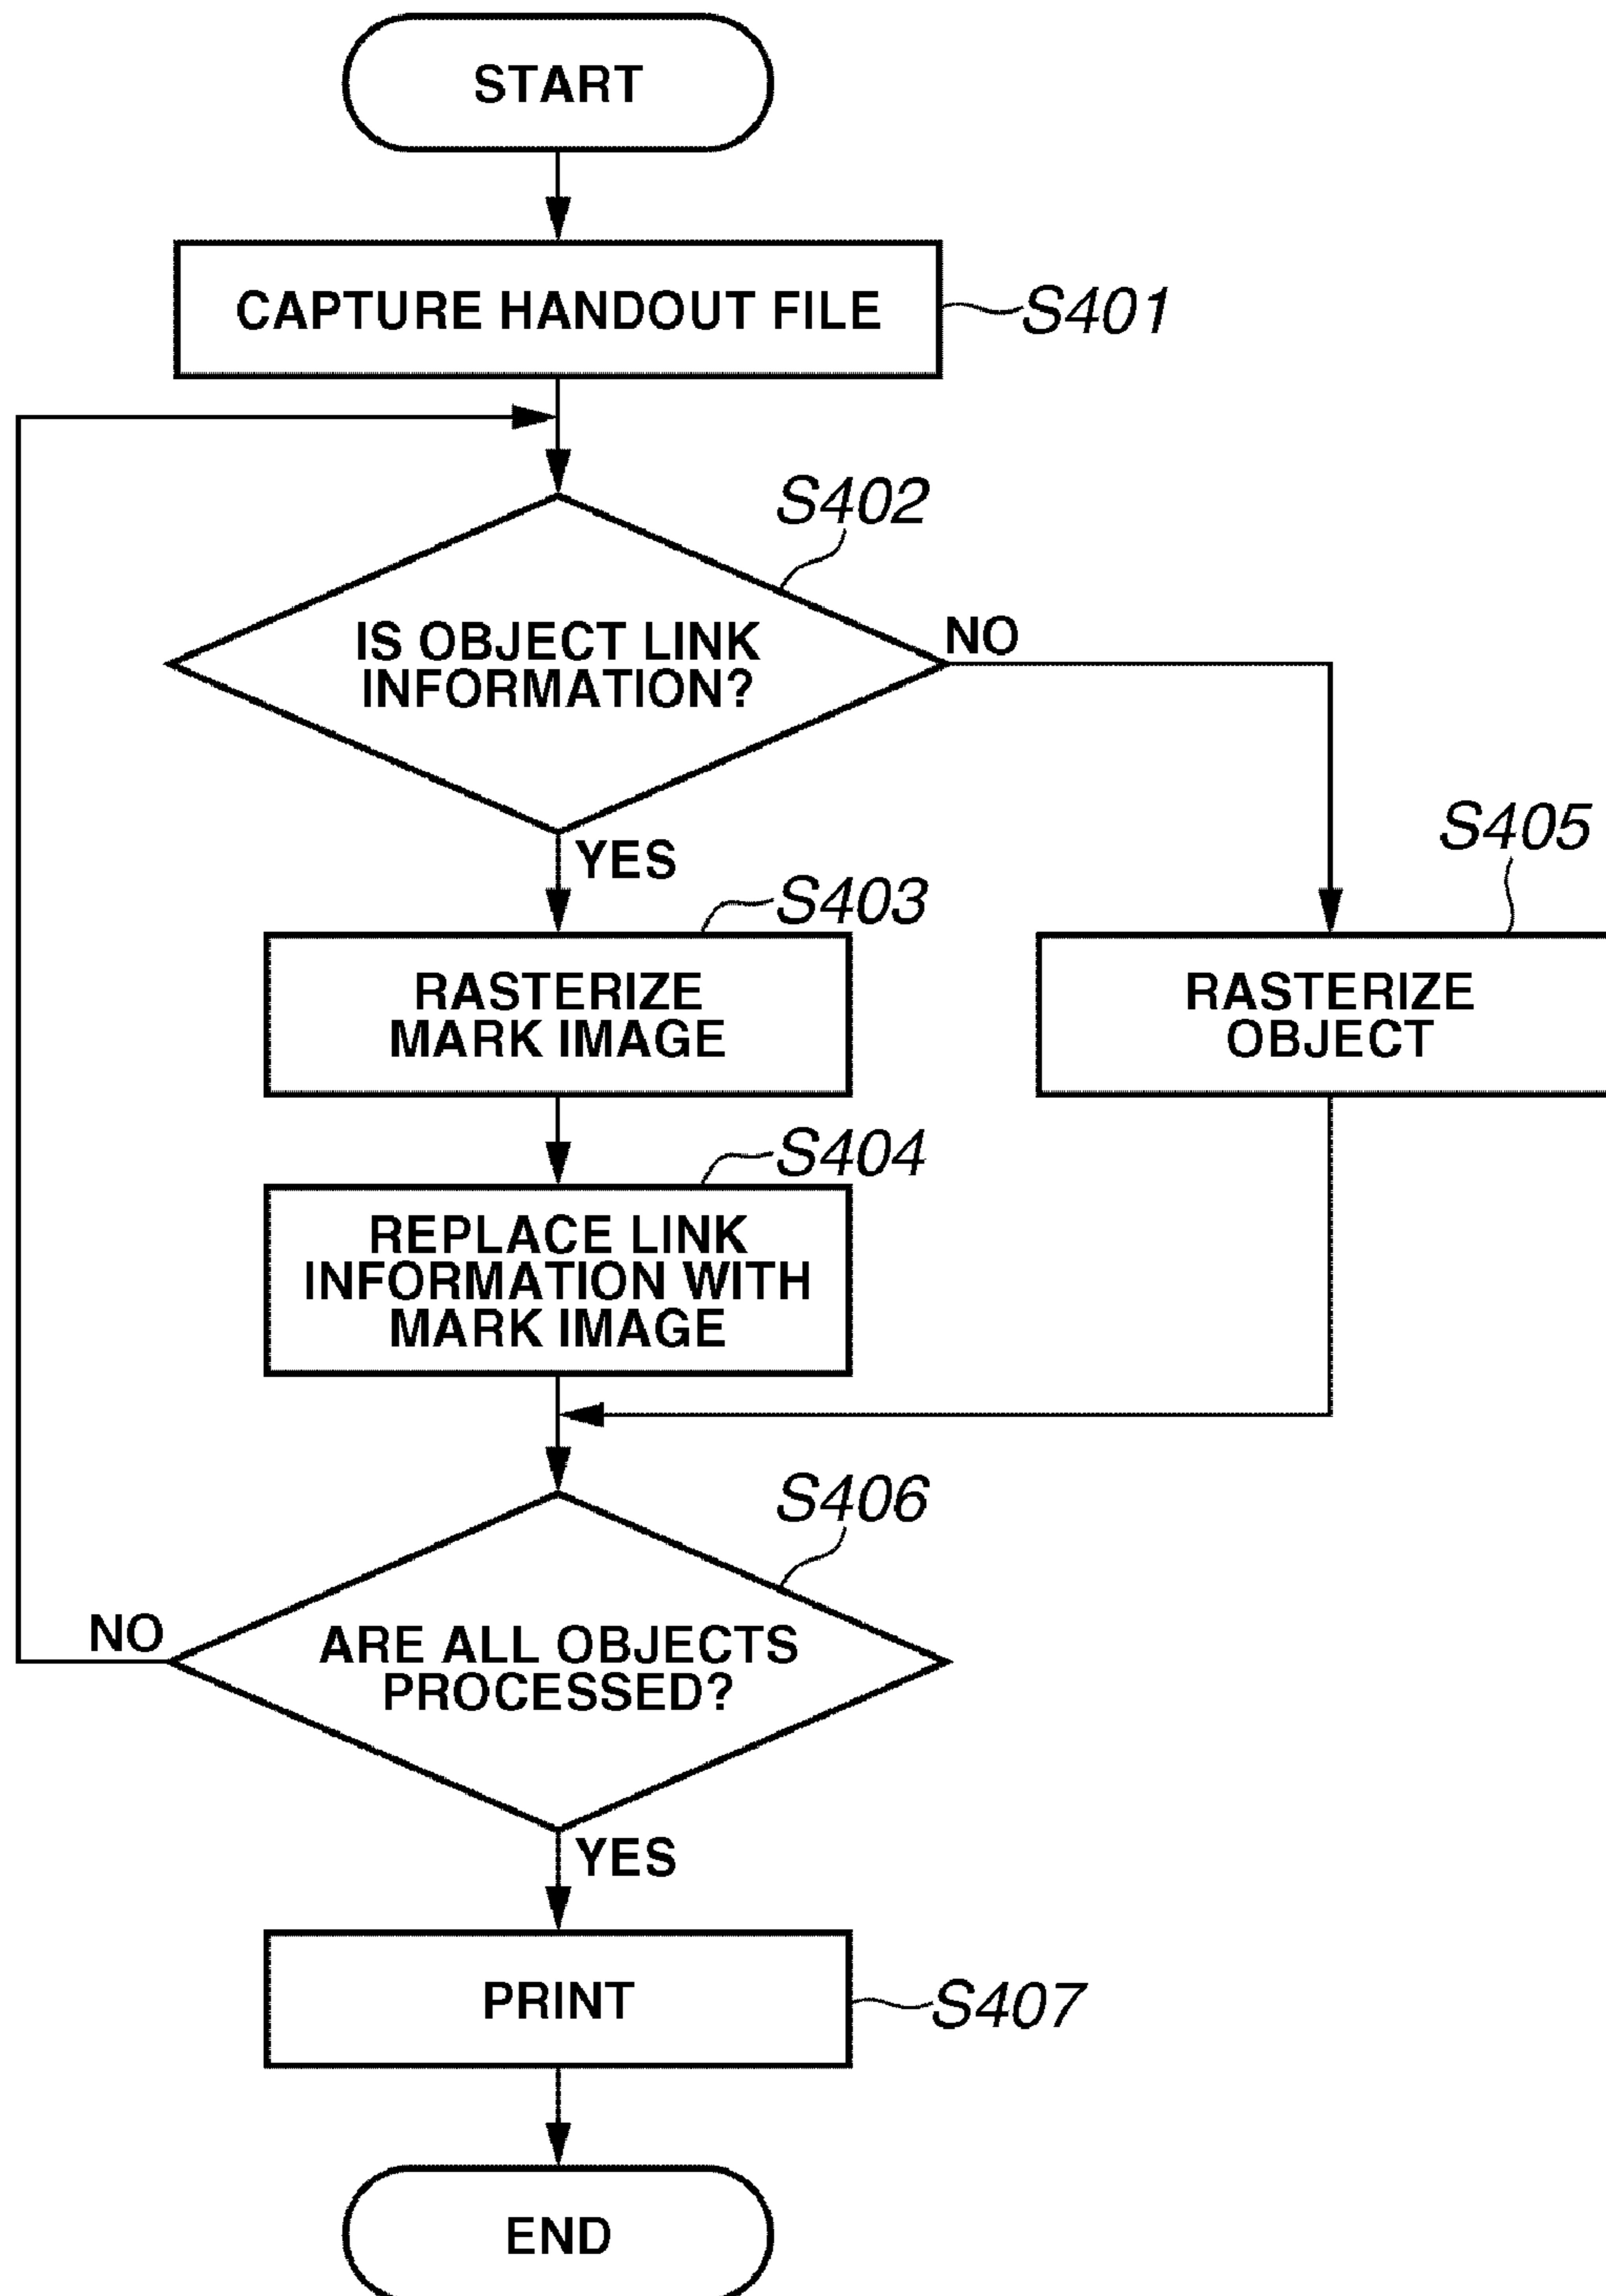 START
CAPTURE HANDOUT FILE
S401
S402
IS OBJECT LINK
INFORMATION?
NO
YES
S403
RASTERIZE
MARK IMAGE
S405
RASTERIZE
OBJECT
S404
REPLACE LINK
INFORMATION WITH
MARK IMAGE
S406
ARE ALL OBJECTS
PROCESSED?
NO
YES
PRINT
S407
END